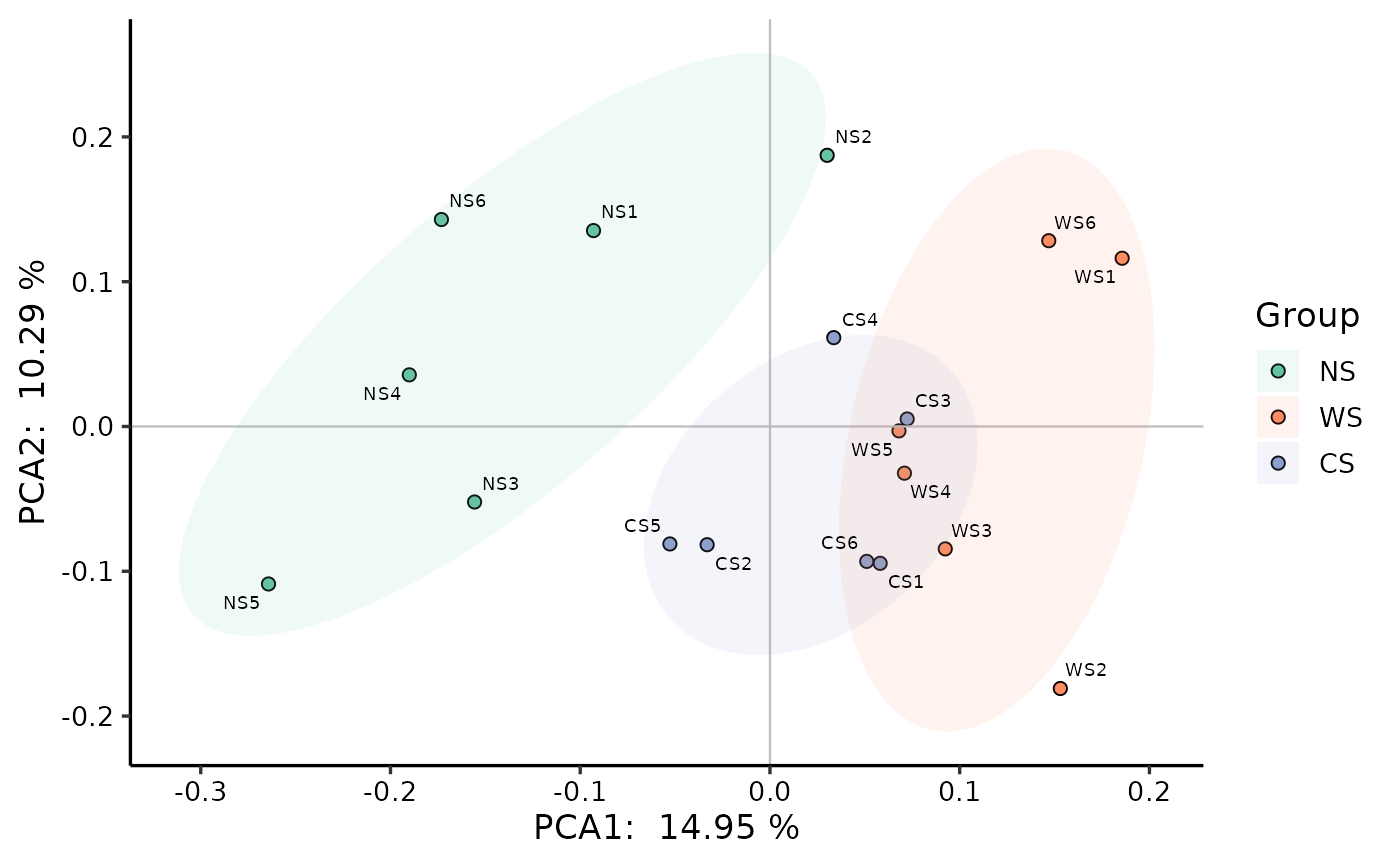 0.2
0.1
0.0
-0.1
-0.2
PCA2:  10.29 %
NS2
NS6
NS1
WS6
WS1
CS4
NS4
CS3
WS5
NS3
WS4
CS5
CS2
CS6
WS3
CS1
NS5
WS2
-0.3
-0.2
-0.1
0.0
0.1
0.2
PCA1:  14.95 %
Group
NS
WS
CS